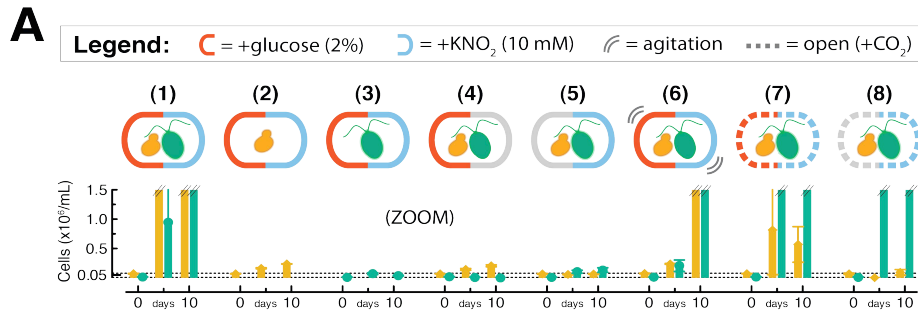 A
Legend: = +glucose (2%) = +KNO₂ (10 mM) = agitation = open (+CO₂)
(1) (2) (3) (4) (5) (6) (7) (8)
Cells (x10⁶/mL)
1.5
1.0
0.5
0.05
(ZOOM)
0 days 10 0 days 10 0 days 10 0 days 10 0 days 10 0 days 10 0 days 10 0 days 10